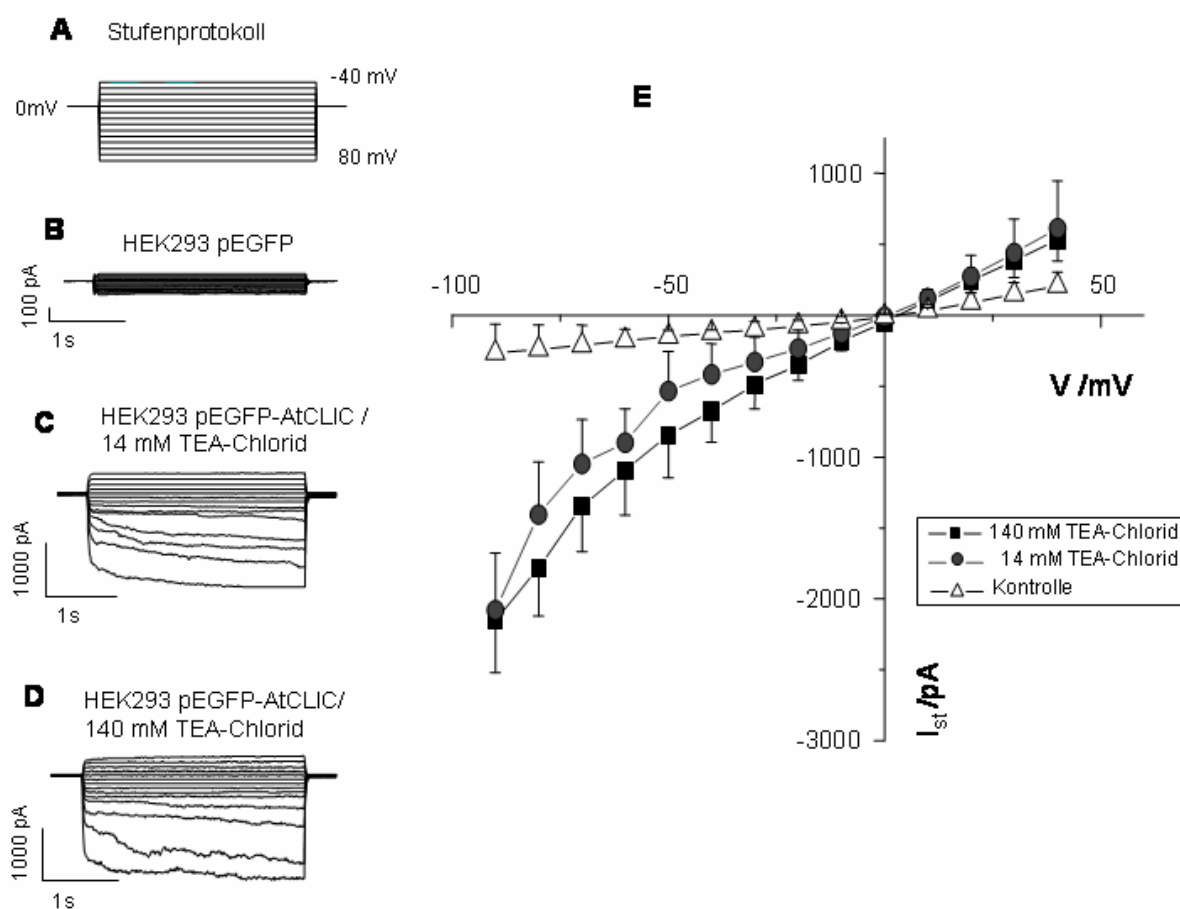 A Stufenprotokoll
-40 mV
0mV
80 mV
B
HEK293 pEGFP
100 pA
1s
C
HEK293 pEGFP-AtCLIC /
14 mM TEA-Chlorid
1000 pA
1s
D
HEK293 pEGFP-AtCLIC/
140 mM TEA-Chlorid
1000 pA
1s
E
1000
-100
-50
50
V /mV
-1000
-2000
-3000
Ist /pA
140 mM TEA-Chlorid
14 mM TEA-Chlorid
Kontrolle